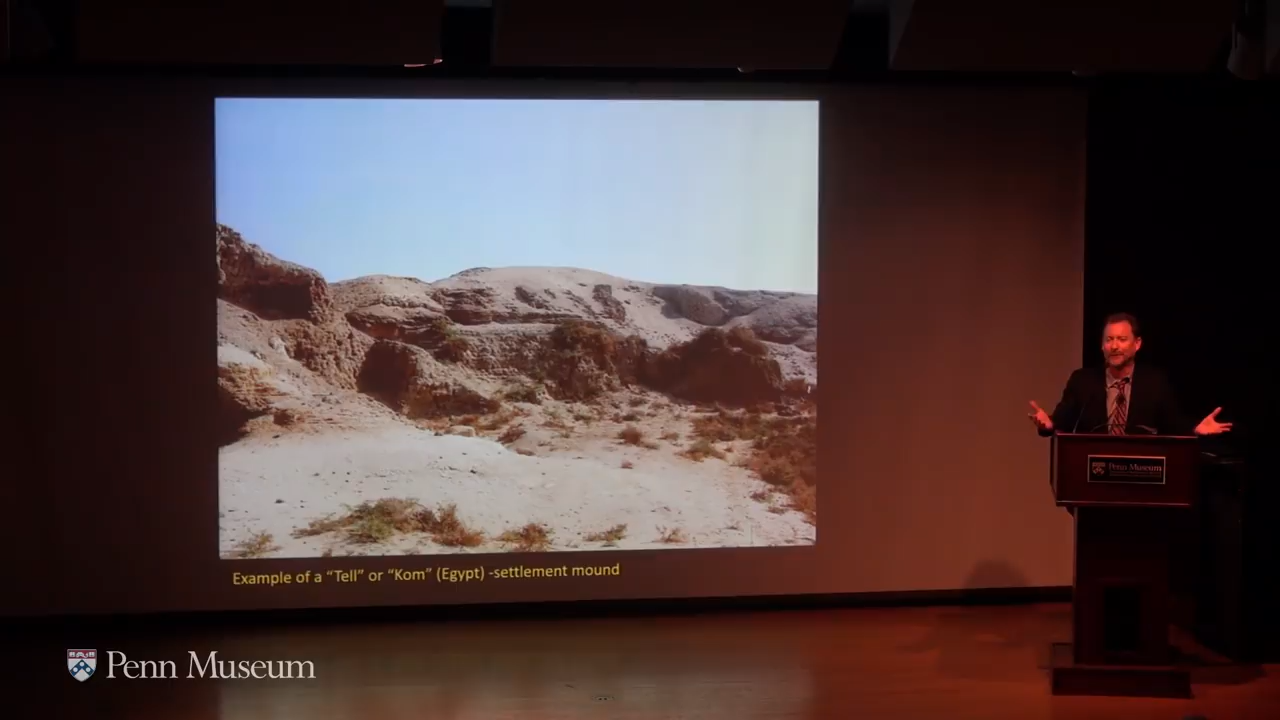 Example of a “Tell” or “Kom” (Egypt) -settlement mound
Penn Museum
Penn Museum